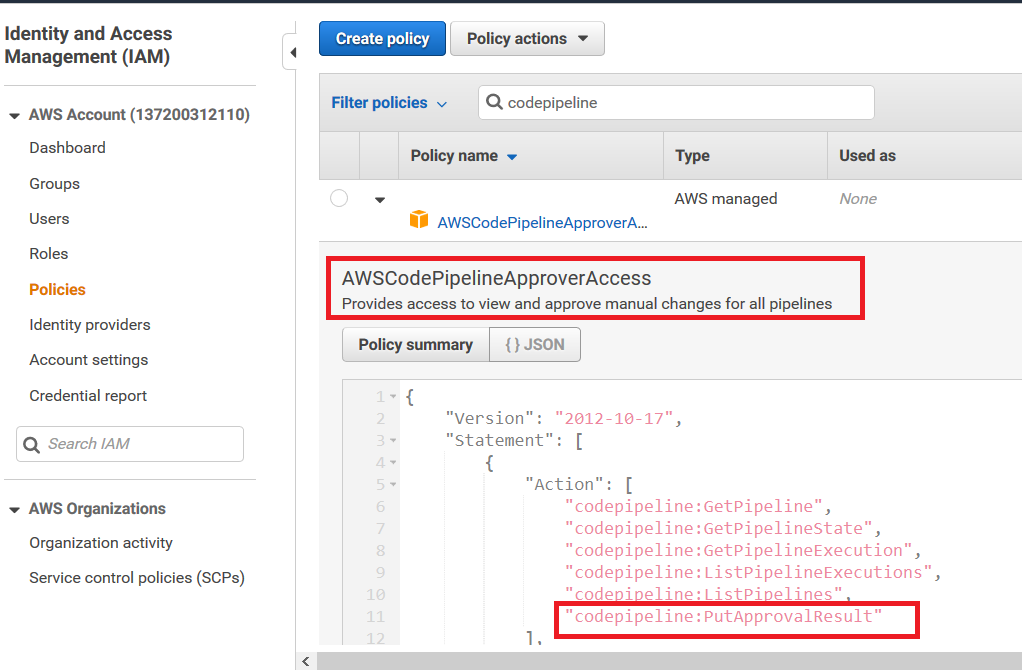 Identity and Access
Management (IAM)
AWS Account (137200312110)
Dashboard
Groups
Users
Roles
Policies
Identity providers
Account settings
Credential report
Search IAM
AWS Organizations
Organization activity
Service control policies (SCPs)
Create policy Policy actions
Filter policies codepipeline
Policy name Type Used as
AWSCodePipelineApproverA... AWS managed None
AWSCodePipelineApproverAccess
Provides access to view and approve manual changes for all pipelines
Policy summary { } JSON
1 {
2 "Version": "2012-10-17",
3 "Statement": [
4 {
5 "Action": [
6 "codepipeline:GetPipeline",
7 "codepipeline:GetPipelineState",
8 "codepipeline:GetPipelineExecution",
9 "codepipeline:ListPipelineExecutions",
10 "codepipeline:ListPipelines",
11 "codepipeline:PutApprovalResult"
12 ],